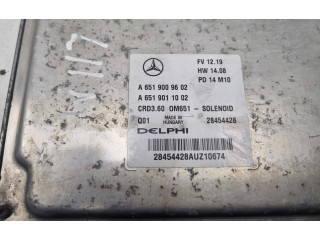 FV 12.19
HW 14.08
PD 14 M10
A 651 900 96 02
A 651 901 10 02
CRD3.60 OM651 - SOLENOID
Q01 MADE IN HUNGARY 28454428
DELPHI
28454428AUZ10674